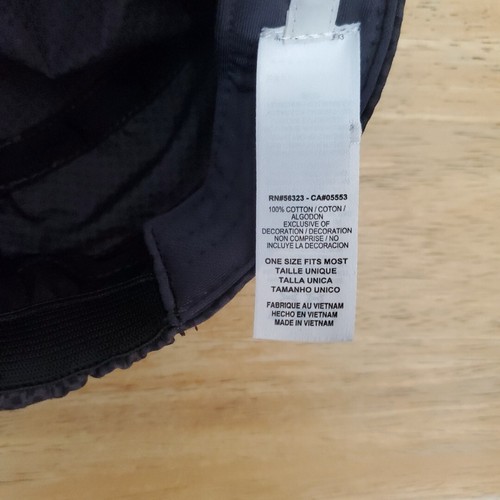 RN#56323 - CA#05553
100% COTTON / COTON /
ALGODON
EXCLUSIVE OF
DECORATION / DECORATION
NON COMPRISE / NO
INCLUYE LA DECORACION
ONE SIZE FITS MOST
TAILLE UNIQUE
TALLA UNICA
TAMANHO UNICO
FABRIQUE AU VIETNAM
HECHO EN VIETNAM
MADE IN VIETNAM